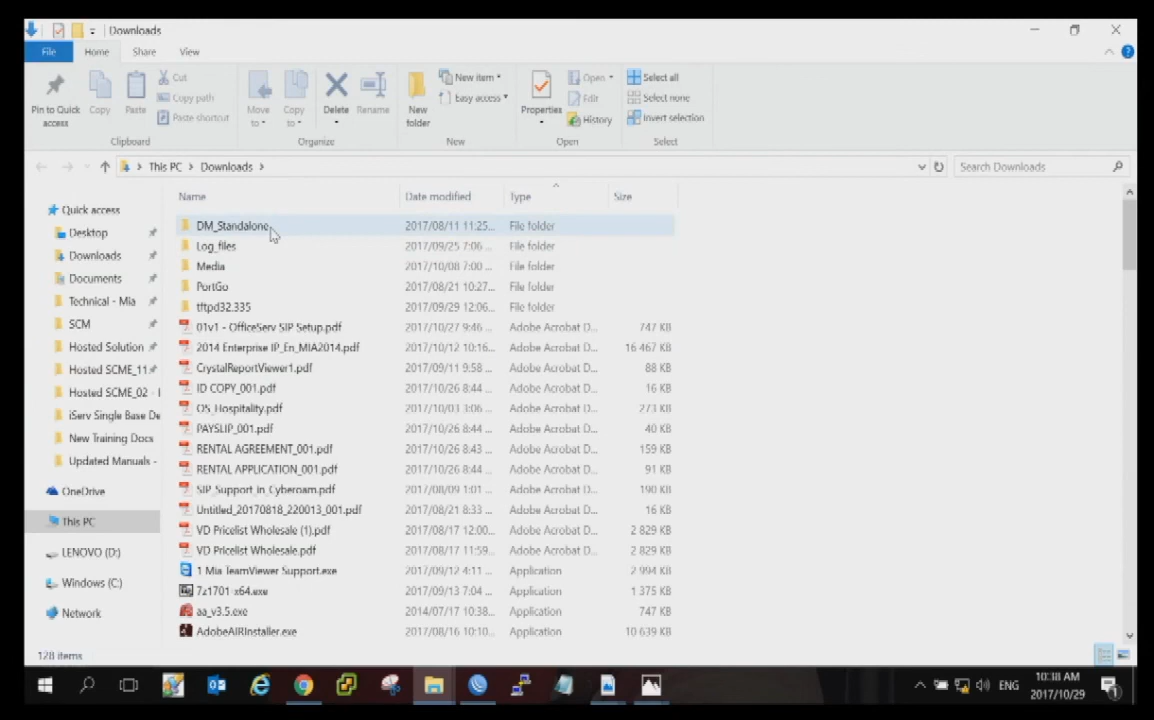 Downloads
File Home Share View
Pin to Quick access
Copy
Paste
Cut
Copy path
Paste shortcut
Clipboard
Move to
Copy to
Delete
Rename
Organize
New folder
New item
Easy access
New
Properties
Open
Edit
History
Open
Select all
Select none
Invert selection
Select
This PC > Downloads >
Search Downloads
Quick access
Desktop
Downloads
Documents
Technical - Mia
SCM
Hosted Solution
Hosted SCME_11
Hosted SCME_02 - I
iServ Single Base De
New Training Docs
Updated Manuals -
OneDrive
This PC
LENOVO (D:)
Windows (C:)
Network
Name Date modified Type Size
DM_Standalone 2017/08/11 11:25... File folder
Log_files 2017/09/25 7:06 ... File folder
Media 2017/10/08 7:00 ... File folder
PortGo 2017/08/21 10:27... File folder
tftpd32.335 2017/09/29 12:06... File folder
01v1 - OfficeServ SIP Setup.pdf 2017/10/27 9:46 ... Adobe Acrobat D... 747 KB
2014 Enterprise IP_En_MIA2014.pdf 2017/10/12 10:16... Adobe Acrobat D... 16 467 KB
CrystalReportViewer1.pdf 2017/09/11 9:58 ... Adobe Acrobat D... 88 KB
ID COPY_001.pdf 2017/10/26 8:44 ... Adobe Acrobat D... 16 KB
OS_Hospitality.pdf 2017/10/03 3:06 ... Adobe Acrobat D... 273 KB
PAYSLIP_001.pdf 2017/10/26 8:44 ... Adobe Acrobat D... 40 KB
RENTAL AGREEMENT_001.pdf 2017/10/26 8:43 ... Adobe Acrobat D... 159 KB
RENTAL APPLICATION_001.pdf 2017/10/26 8:44 ... Adobe Acrobat D... 91 KB
SIP_Support_In_Cyberoam.pdf 2017/08/09 1:01 ... Adobe Acrobat D... 190 KB
Untitled_20170818_220013_001.pdf 2017/08/21 8:33 ... Adobe Acrobat D... 16 KB
VD Pricelist Wholesale (1).pdf 2017/08/17 12:00... Adobe Acrobat D... 2 829 KB
VD Pricelist Wholesale.pdf 2017/08/17 11:59... Adobe Acrobat D... 2 829 KB
1 Mia TeamViewer Support.exe 2017/09/12 4:11 ... Application 2 994 KB
7z1701-x64.exe 2017/09/13 7:04 ... Application 1 375 KB
aa_v3.5.exe 2014/07/17 10:38... Application 747 KB
AdobeAIRInstaller.exe 2017/08/16 10:10... Application 10 639 KB
128 items
ENG
10:38 AM
2017/10/29
1